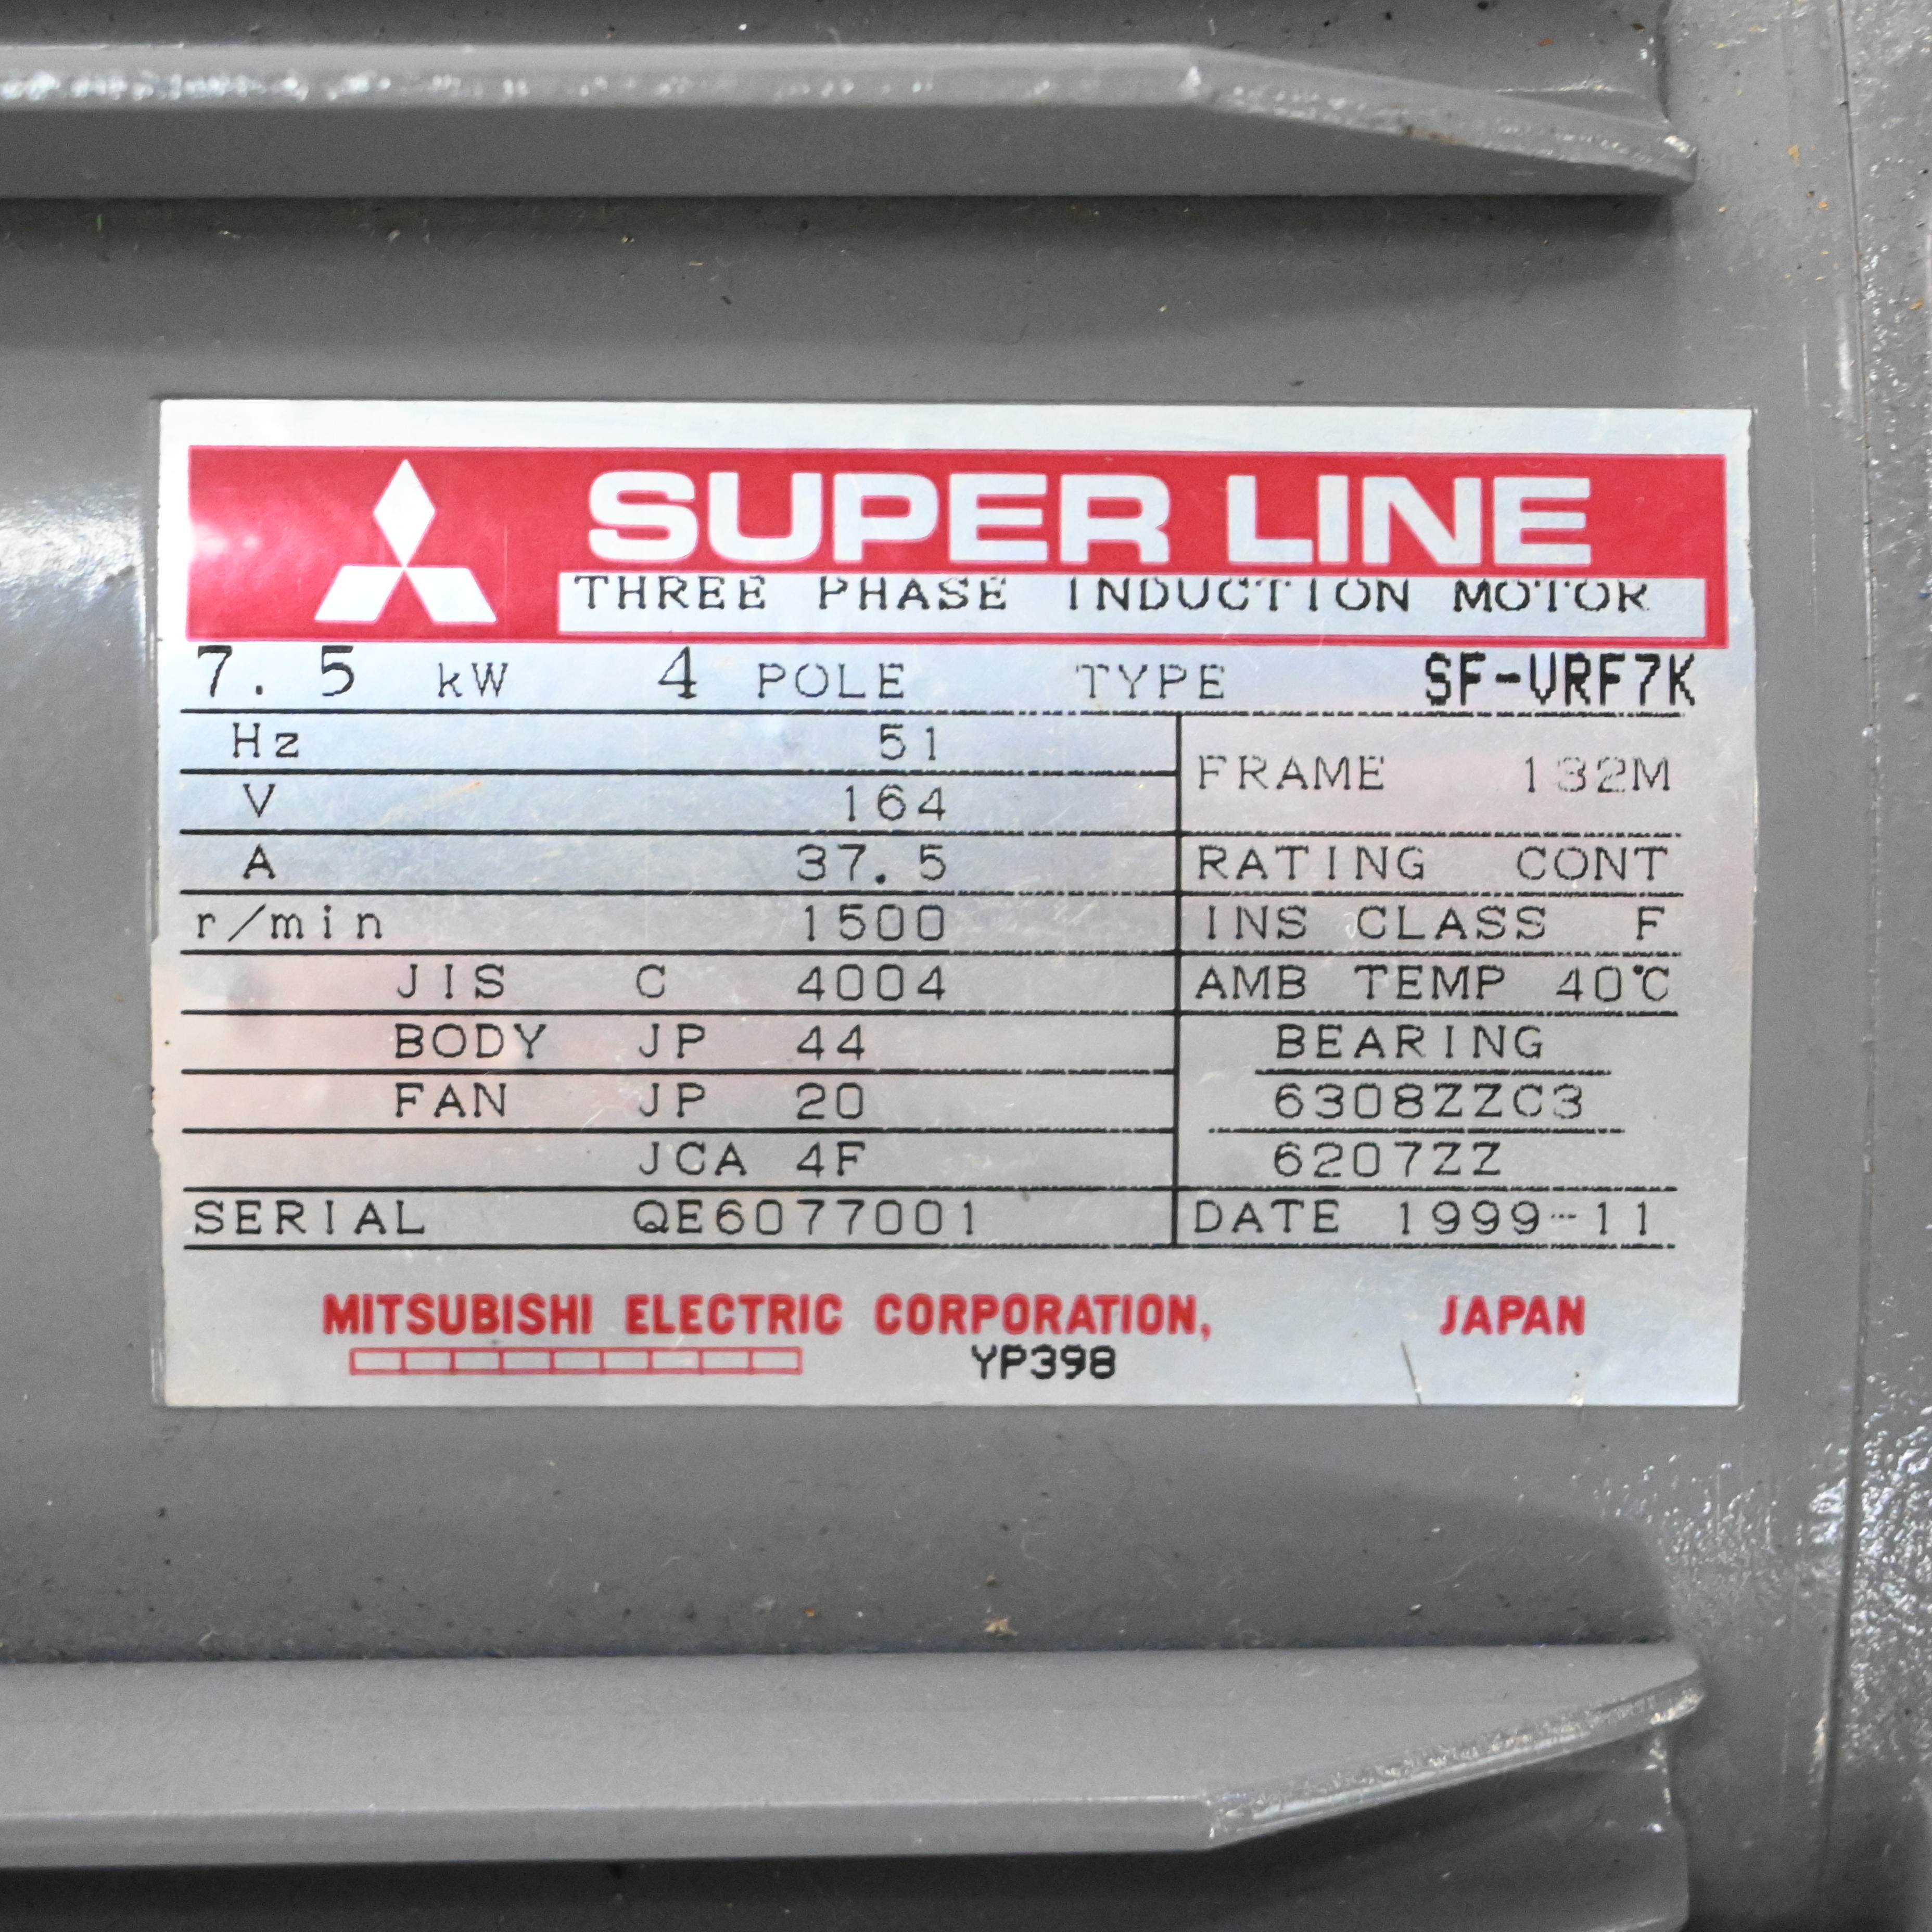 SUPER LINE
THREE PHASE INDUCTION MOTOR
7.5 kW 4 POLE TYPE SF-VRF7K
Hz 51
FRAME 132M
V 164
A 37.5 RATING CONT
r/min 1500 INS CLASS F
JIS C 4004 AMB TEMP 40℃
BODY JP 44 BEARING
FAN JP 20 6308ZZC3
JCA 4F 6207ZZ
SERIAL QE6077001 DATE 1999-11
MITSUBISHI ELECTRIC CORPORATION, JAPAN
YP398